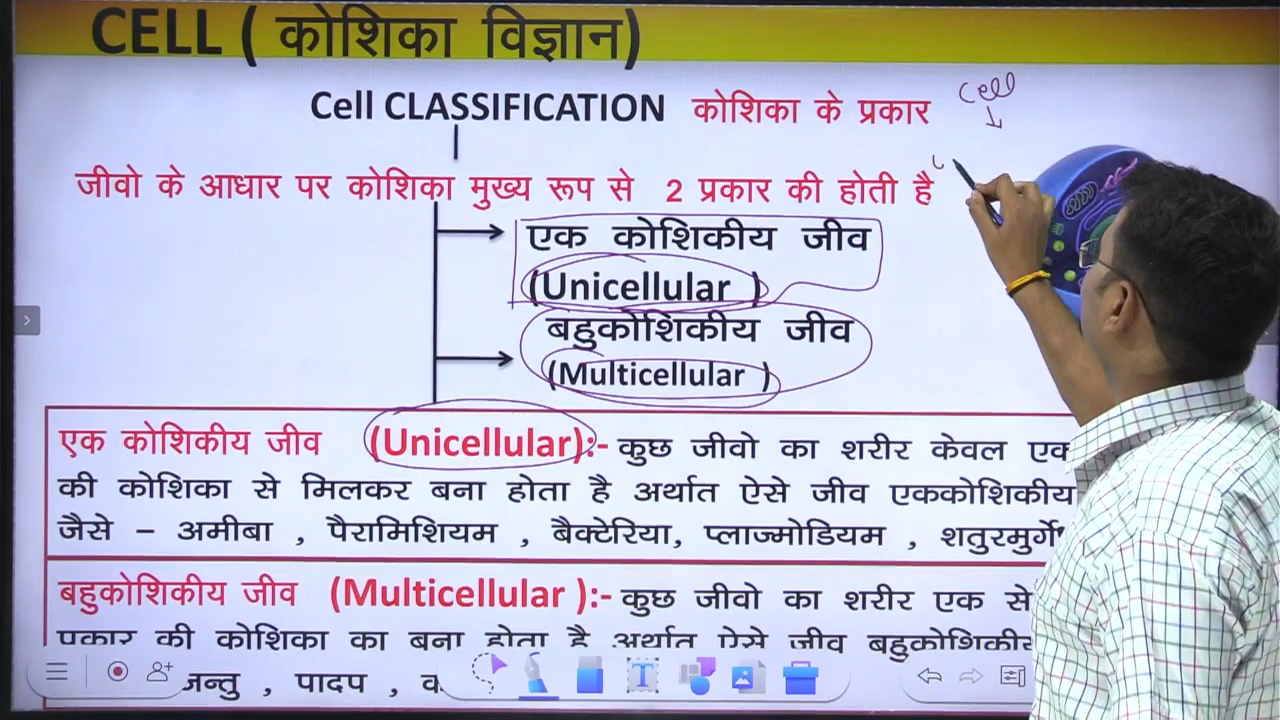 CELL ( कोशिका विज्ञान)
Cell CLASSIFICATION कोशिका के प्रकार
Cell
जीवो के आधार पर कोशिका मुख्य रूप से 2 प्रकार की होती है
एक कोशिकीय जीव
(Unicellular )
बहुकोशिकीय जीव
(Multicellular )
एक कोशिकीय जीव (Unicellular):- कुछ जीवो का शरीर केवल एक
की कोशिका से मिलकर बना होता है अर्थात ऐसे जीव एककोशिकीय
जैसे – अमीबा , पैरामिशियम , बैक्टेरिया, प्लाज्मोडियम , शतुरमुर्ग
बहुकोशिकीय जीव (Multicellular ):- कुछ जीवो का शरीर एक से
प्रकार की कोशिका का बना होता है अर्थात ऐसे जीव बहुकोशिकीय
जन्तु , पादप ,